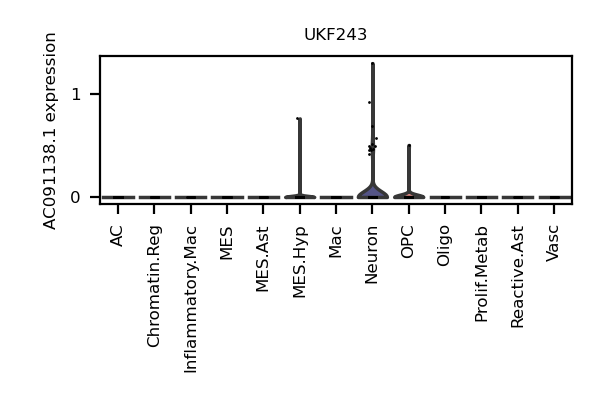 UKF243
AC091138.1 expression
1
0
AC
Chromatin.Reg
Inflammatory.Mac
MES
MES.Ast
MES.Hyp
Mac
Neuron
OPC
Oligo
Prolif.Metab
Reactive.Ast
Vasc